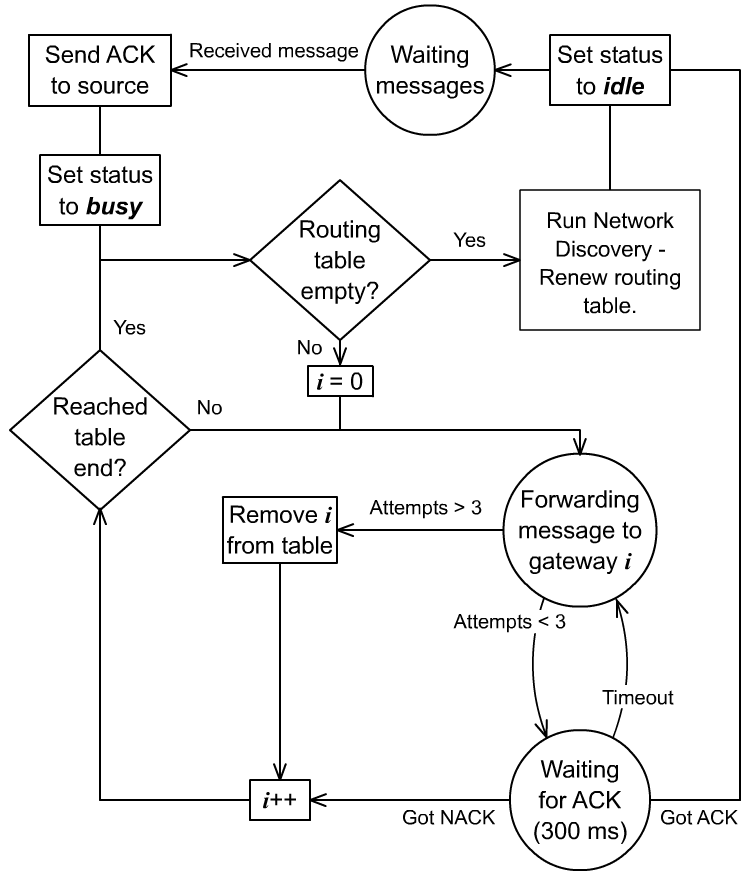 Send ACK
to source
Received message
Waiting
messages
Set status
to idle
Set status
to busy
Routing
table
empty?
Yes
Run Network
Discovery -
Renew routing
table.
Yes
No
i = 0
Reached
table
end?
No
Forwarding
message to
gateway i
Attempts > 3
Remove i
from table
Attempts < 3
Timeout
Waiting
for ACK
(300 ms)
i++
Got NACK
Got ACK